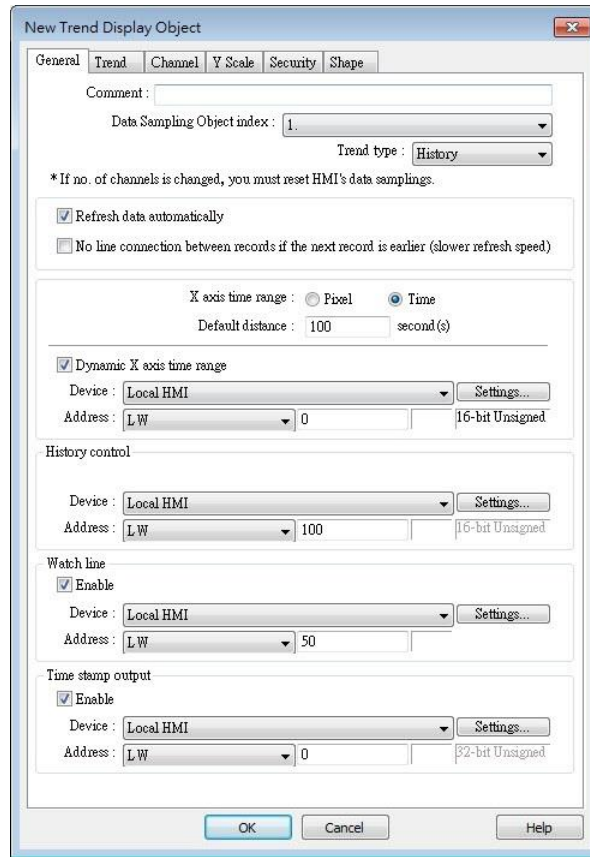 New Trend Display Object
General Trend Channel Y Scale Security Shape
Comment :
Data Sampling Object index : 1.
Trend type : History
* If no. of channels is changed, you must reset HMI's data samplings.
Refresh data automatically
No line connection between records if the next record is earlier (slower refresh speed)
X axis time range : Pixel Time
Default distance : 100 second(s)
Dynamic X axis time range
Device : Local HMI Settings...
Address : LW 0 16-bit Unsigned
History control
Device : Local HMI Settings...
Address : LW 100 16-bit Unsigned
Watch line
Enable
Device : Local HMI Settings...
Address : LW 50
Time stamp output
Enable
Device : Local HMI Settings...
Address : LW 0 32-bit Unsigned
OK Cancel Help